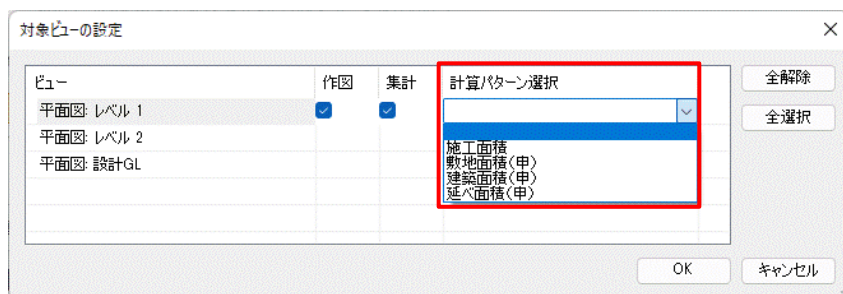 対象ビューの設定
ビュー 作図 集計 計算パターン選択
平面図: レベル 1
平面図: レベル 2
平面図: 設計GL
施工面積
敷地面積(申)
建築面積(申)
延べ面積(申)
全解除
全選択
OK キャンセル